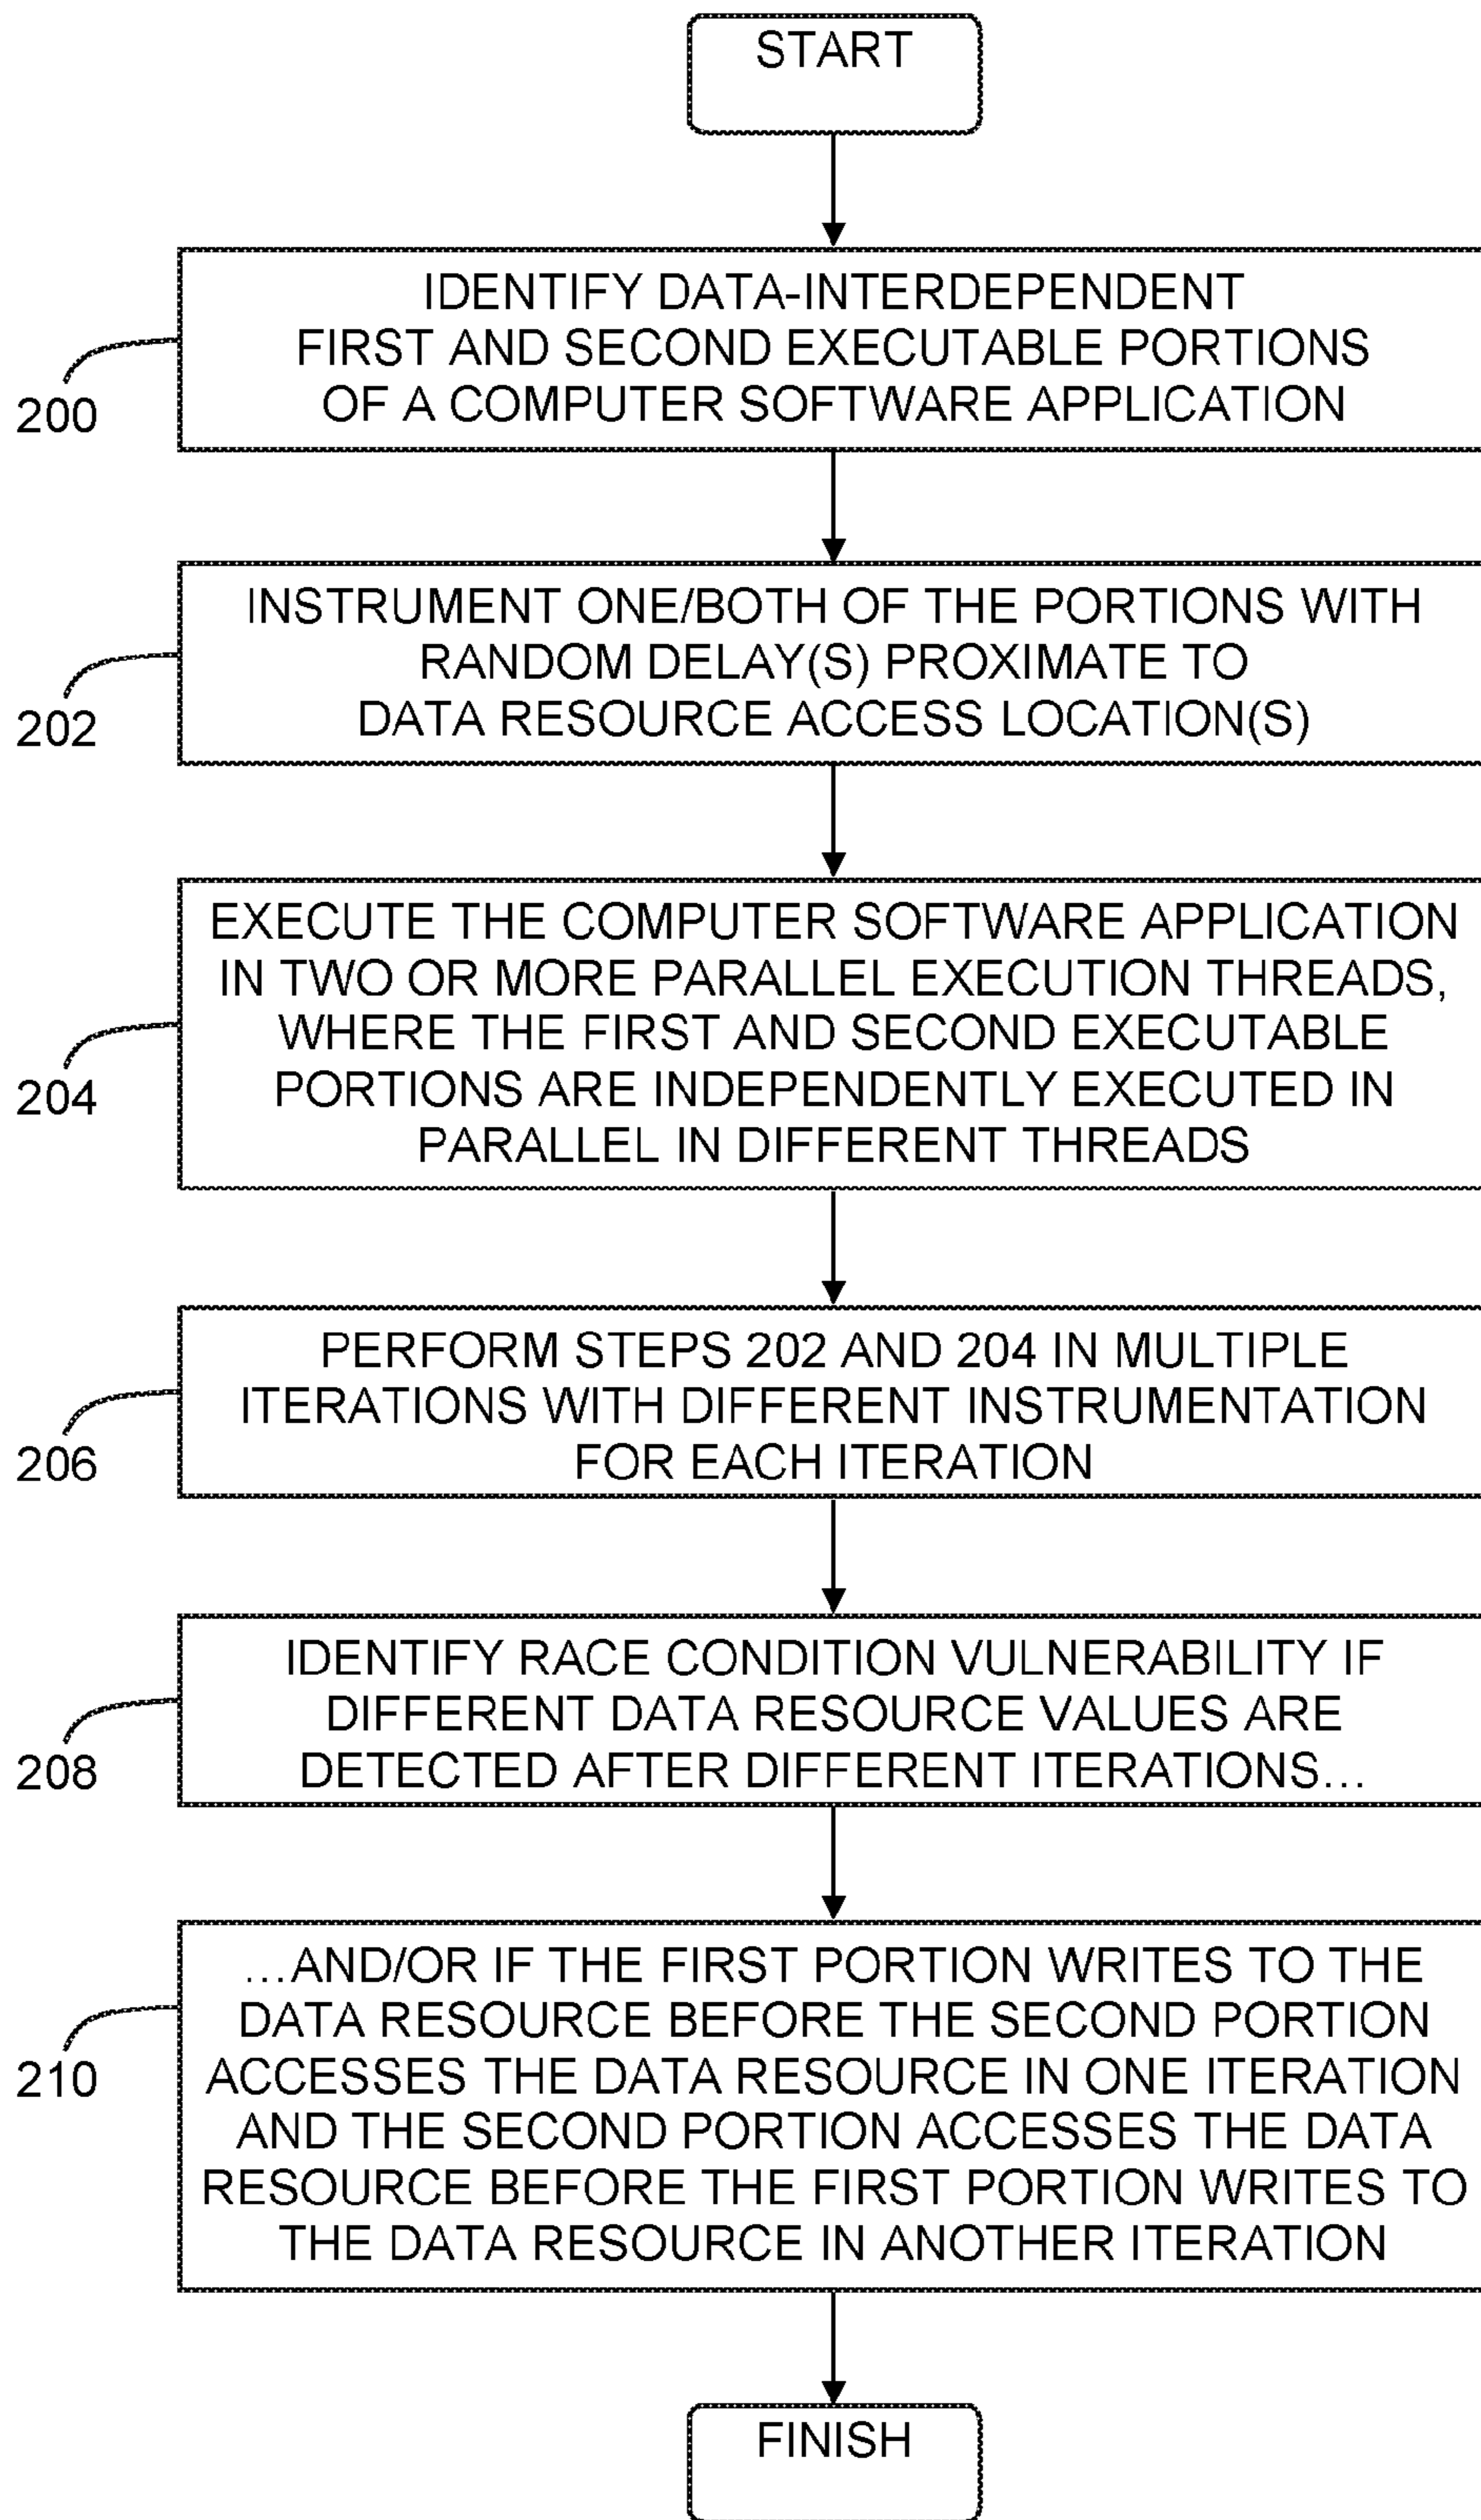 START
IDENTIFY DATA-INTERDEPENDENT
FIRST AND SECOND EXECUTABLE PORTIONS
OF A COMPUTER SOFTWARE APPLICATION
200
INSTRUMENT ONE/BOTH OF THE PORTIONS WITH
RANDOM DELAY(S) PROXIMATE TO
DATA RESOURCE ACCESS LOCATION(S)
202
EXECUTE THE COMPUTER SOFTWARE APPLICATION
IN TWO OR MORE PARALLEL EXECUTION THREADS,
WHERE THE FIRST AND SECOND EXECUTABLE
PORTIONS ARE INDEPENDENTLY EXECUTED IN
PARALLEL IN DIFFERENT THREADS
204
PERFORM STEPS 202 AND 204 IN MULTIPLE
ITERATIONS WITH DIFFERENT INSTRUMENTATION
FOR EACH ITERATION
206
IDENTIFY RACE CONDITION VULNERABILITY IF
DIFFERENT DATA RESOURCE VALUES ARE
DETECTED AFTER DIFFERENT ITERATIONS…
208
…AND/OR IF THE FIRST PORTION WRITES TO THE
DATA RESOURCE BEFORE THE SECOND PORTION
ACCESSES THE DATA RESOURCE IN ONE ITERATION
AND THE SECOND PORTION ACCESSES THE DATA
RESOURCE BEFORE THE FIRST PORTION WRITES TO
THE DATA RESOURCE IN ANOTHER ITERATION
210
FINISH